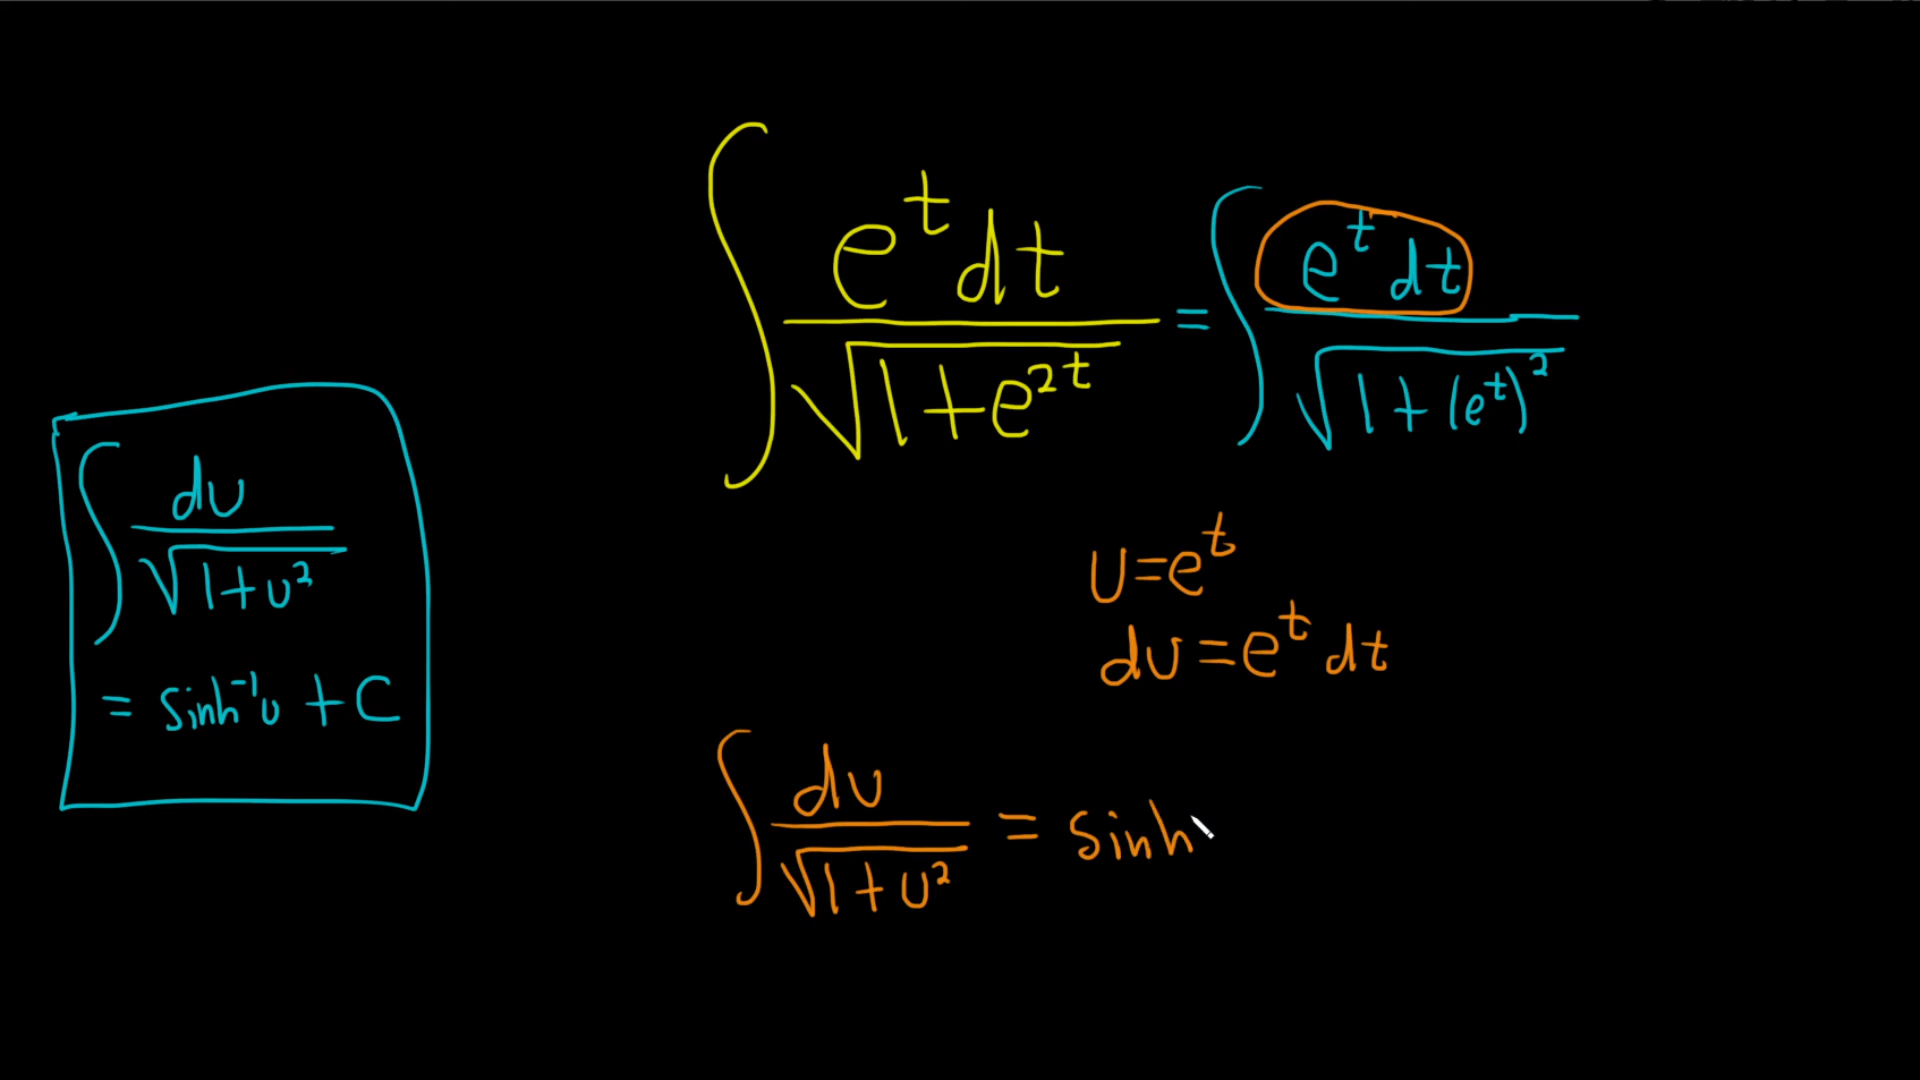 ∫ e^t dt / √(1+e^{2t}) = ∫ e^t dt / √(1+(e^t)^2)
∫ du / √(1+u^2)
= sinh^{-1} u + C
u = e^t
du = e^t dt
∫ du / √(1+u^2) = sinh